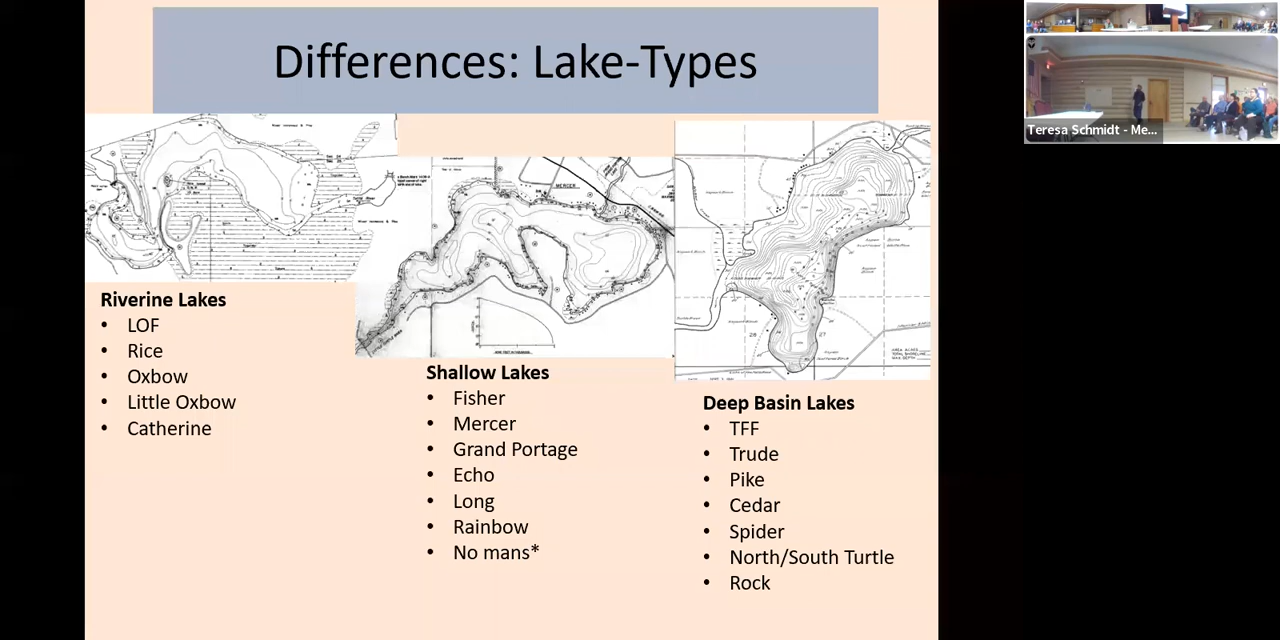 Differences: Lake-Types
MERCER
Riverine Lakes
• LOF
• Rice
• Oxbow
• Little Oxbow
• Catherine
Shallow Lakes
• Fisher
• Mercer
• Grand Portage
• Echo
• Long
• Rainbow
• No mans*
Deep Basin Lakes
• TFF
• Trude
• Pike
• Cedar
• Spider
• North/South Turtle
• Rock
Teresa Schmidt - Me...